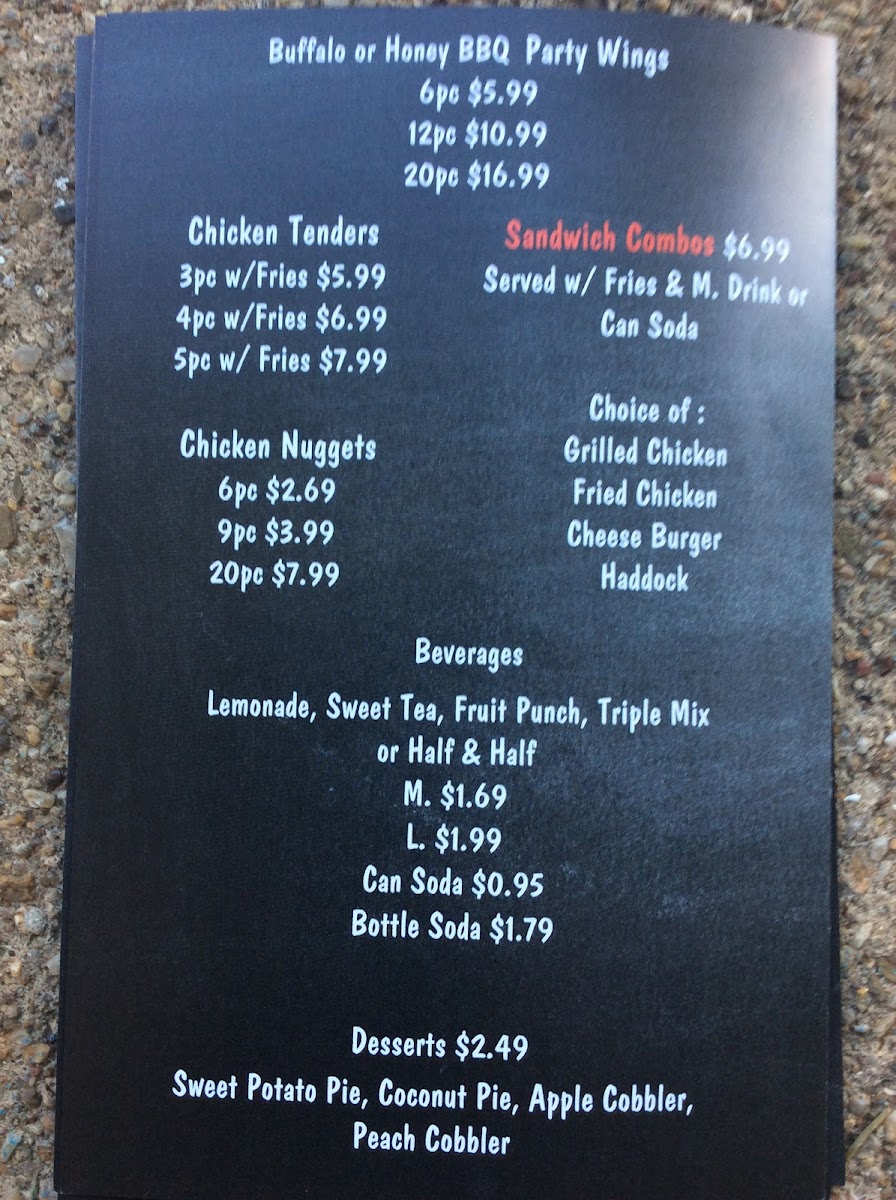 Buffalo or Honey BBQ Party Wings
6pc $5.99
12pc $10.99
20pc $16.99
Chicken Tenders
3pc w/Fries $5.99
4pc w/Fries $6.99
5pc w/ Fries $7.99
Chicken Nuggets
6pc $2.69
9pc $3.99
20pc $7.99
Sandwich Combos $6.99
Served w/ Fries & M. Drink or
Can Soda
Choice of :
Grilled Chicken
Fried Chicken
Cheese Burger
Haddock
Beverages
Lemonade, Sweet Tea, Fruit Punch, Triple Mix
or Half & Half
M. $1.69
L. $1.99
Can Soda $0.95
Bottle Soda $1.79
Desserts $2.49
Sweet Potato Pie, Coconut Pie, Apple Cobbler,
Peach Cobbler